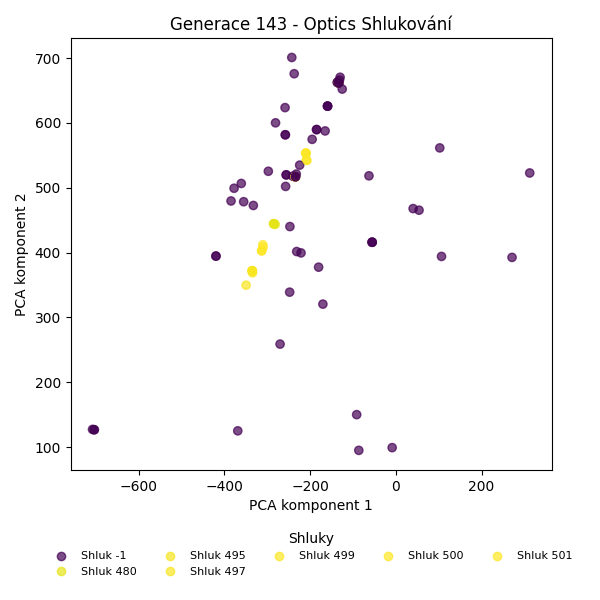 Generace 143 - Optics Shlukování
PCA komponent 2
700
600
500
400
300
200
100
−600 −400 −200 0 200
PCA komponent 1
Shluky
Shluk -1 Shluk 495 Shluk 499 Shluk 500 Shluk 501
Shluk 480 Shluk 497